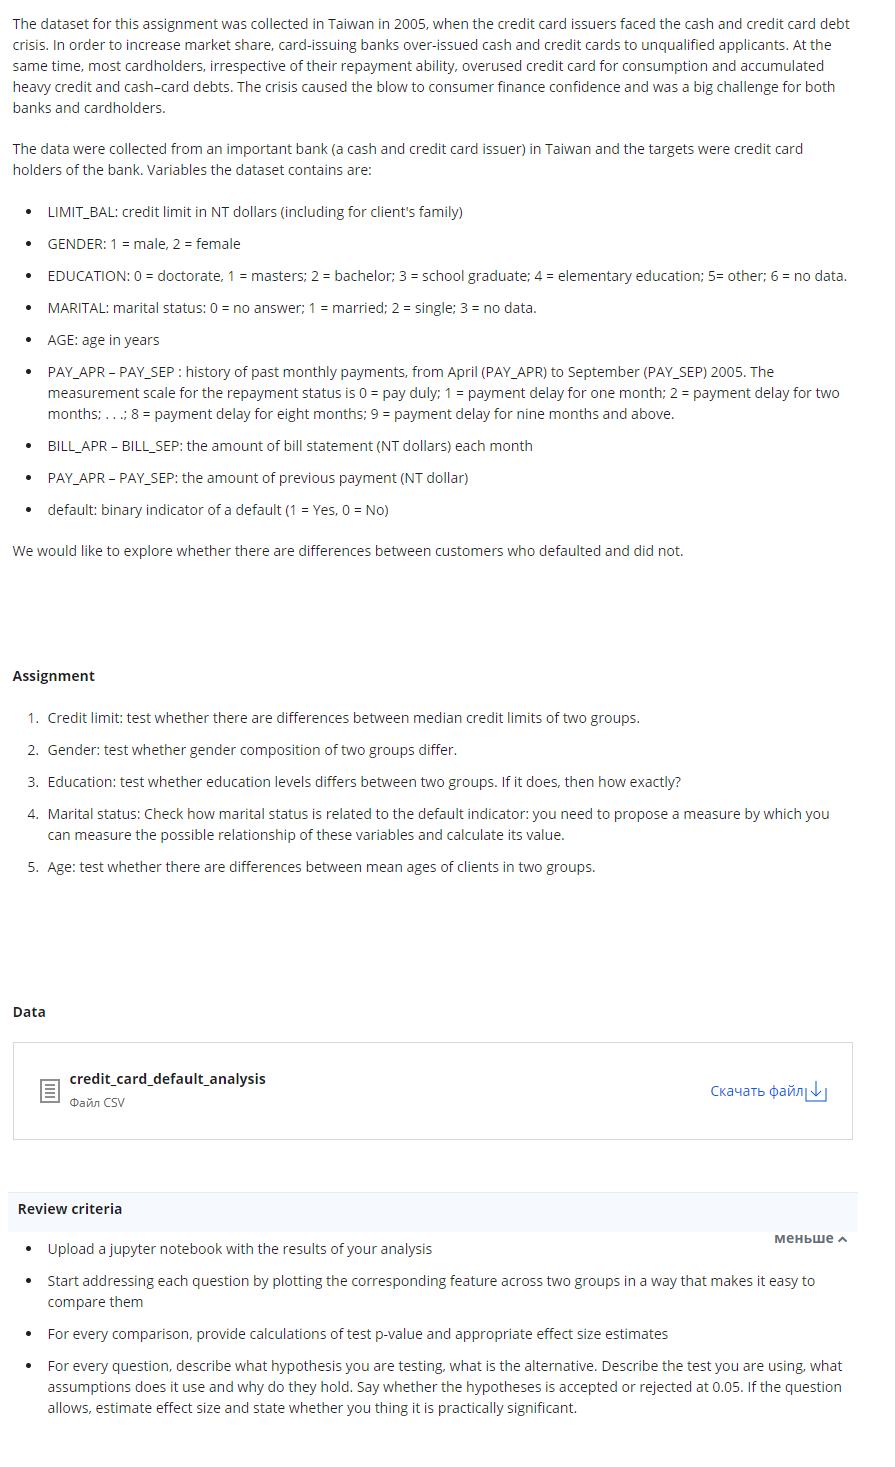 The dataset for this assignment was collected in Taiwan in 2005, when the credit card issuers faced the cash and credit card debt
crisis. In order to increase market share, card-issuing banks over-issued cash and credit cards to unqualified applicants. At the
same time, most cardholders, irrespective of their repayment ability, overused credit card for consumption and accumulated
heavy credit and cash–card debts. The crisis caused the blow to consumer finance confidence and was a big challenge for both
banks and cardholders.
The data were collected from an important bank (a cash and credit card issuer) in Taiwan and the targets were credit card
holders of the bank. Variables the dataset contains are:
• LIMIT_BAL: credit limit in NT dollars (including for client's family)
• GENDER: 1 = male, 2 = female
• EDUCATION: 0 = doctorate, 1 = masters; 2 = bachelor; 3 = school graduate; 4 = elementary education; 5= other; 6 = no data.
• MARITAL: marital status: 0 = no answer; 1 = married; 2 = single; 3 = no data.
• AGE: age in years
• PAY_APR – PAY_SEP : history of past monthly payments, from April (PAY_APR) to September (PAY_SEP) 2005. The
measurement scale for the repayment status is 0 = pay duly; 1 = payment delay for one month; 2 = payment delay for two
months; . . .; 8 = payment delay for eight months; 9 = payment delay for nine months and above.
• BILL_APR – BILL_SEP: the amount of bill statement (NT dollars) each month
• PAY_APR – PAY_SEP: the amount of previous payment (NT dollar)
• default: binary indicator of a default (1 = Yes, 0 = No)
We would like to explore whether there are differences between customers who defaulted and did not.
Assignment
1. Credit limit: test whether there are differences between median credit limits of two groups.
2. Gender: test whether gender composition of two groups differ.
3. Education: test whether education levels differs between two groups. If it does, then how exactly?
4. Marital status: Check how marital status is related to the default indicator: you need to propose a measure by which you
can measure the possible relationship of these variables and calculate its value.
5. Age: test whether there are differences between mean ages of clients in two groups.
Data
credit_card_default_analysis
Файл CSV
Скачать файл
Review criteria
меньше
• Upload a jupyter notebook with the results of your analysis
• Start addressing each question by plotting the corresponding feature across two groups in a way that makes it easy to
compare them
• For every comparison, provide calculations of test p-value and appropriate effect size estimates
• For every question, describe what hypothesis you are testing, what is the alternative. Describe the test you are using, what
assumptions does it use and why do they hold. Say whether the hypotheses is accepted or rejected at 0.05. If the question
allows, estimate effect size and state whether you thing it is practically significant.